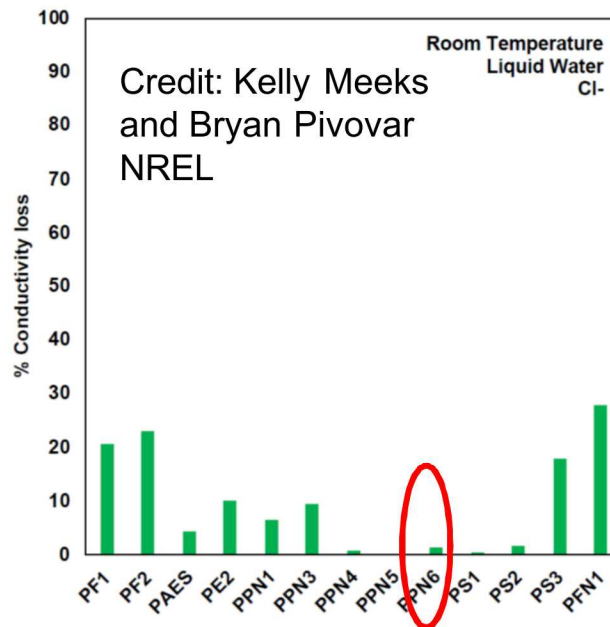 100
90
80
70
60
50
40
30
20
10
0
% Conductivity loss
Room Temperature
Liquid Water
Cl-
Credit: Kelly Meeks
and Bryan Pivovar
NREL
PF1
PF2
PAES
PE2
PPN1
PPN3
PPN4
PPN5
PPN6
PS1
PS2
PS3
PFN1